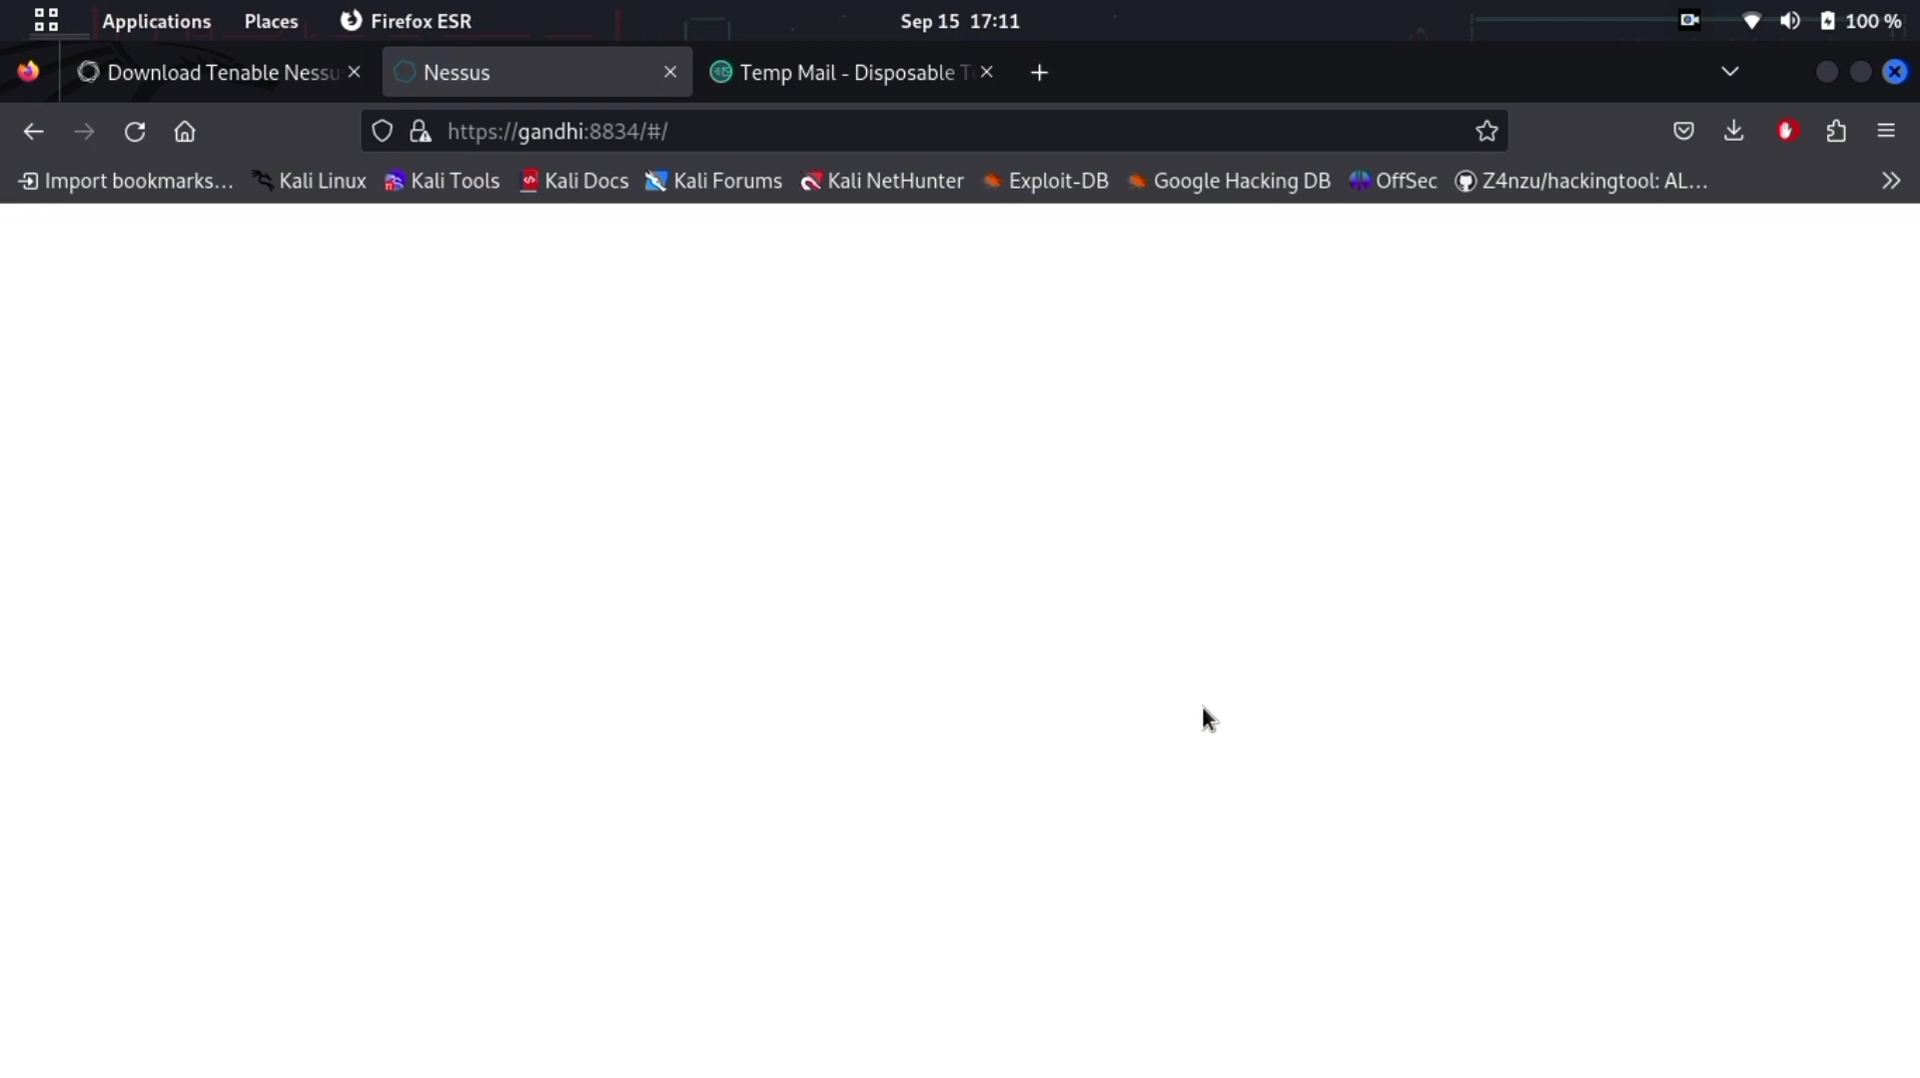 Applications Places Firefox ESR Sep 15 17:11 100 %
Download Tenable Nessu Nessus Temp Mail - Disposable T
https://gandhi:8834/#/
Import bookmarks... Kali Linux Kali Tools Kali Docs Kali Forums Kali NetHunter Exploit-DB Google Hacking DB OffSec Z4nzu/hackingtool: AL...